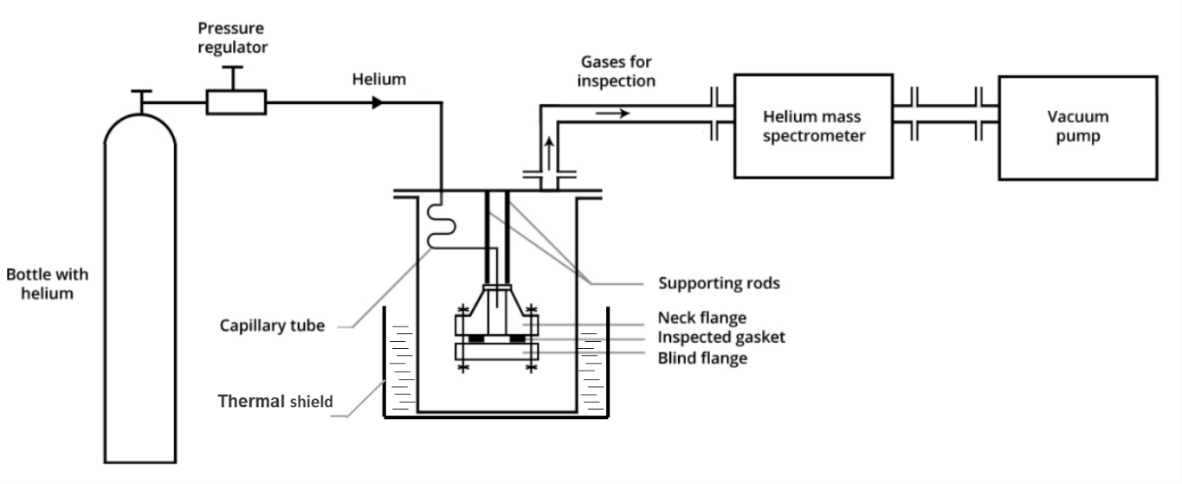 Pressure
regulator
Helium
Gases for
inspection
Helium mass
spectrometer
Vacuum
pump
Bottle with
helium
Supporting rods
Neck flange
Capillary tube
Inspected gasket
Blind flange
Thermal shield